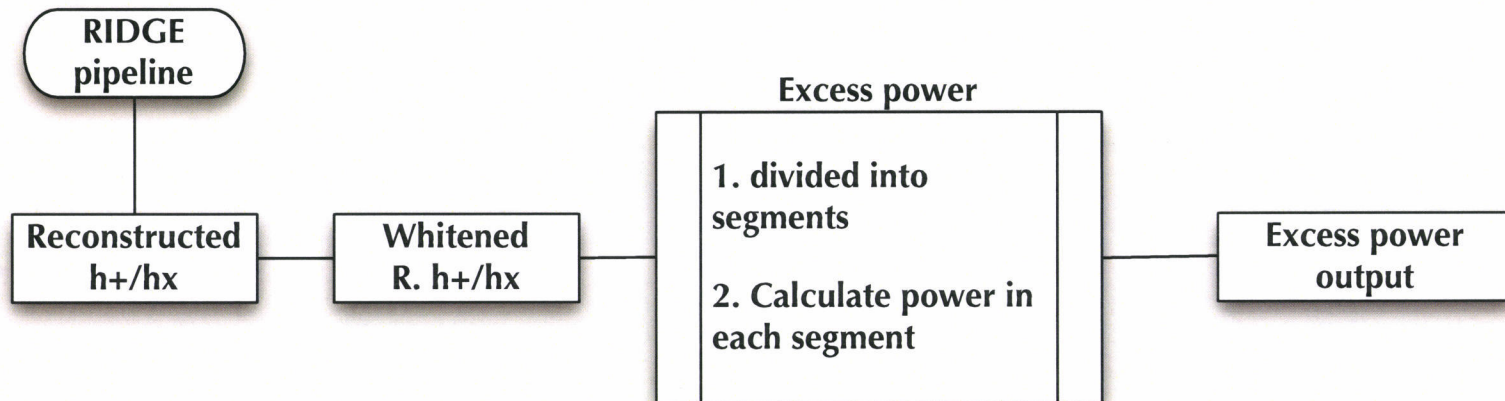 RIDGE
pipeline
Reconstructed
h+/hx
Whitened
R. h+/hx
Excess power
1. divided into
segments
2. Calculate power in
each segment
Excess power
output